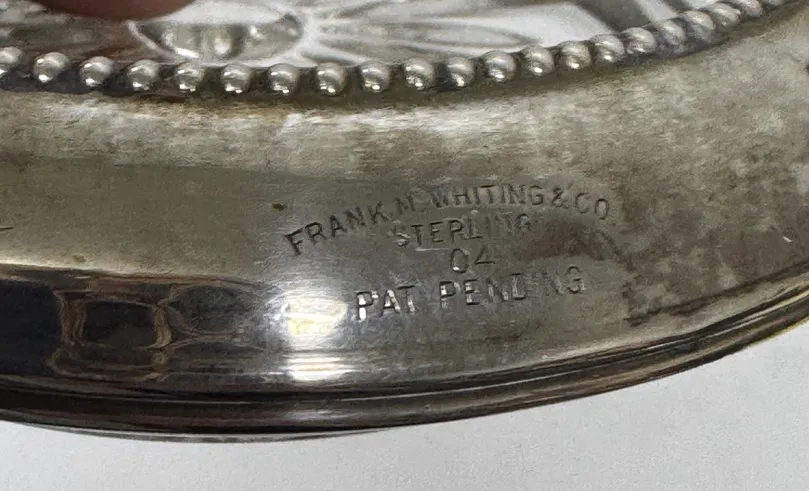 FRANK M. WHITING & CO
STERLING
04
PAT PENDING